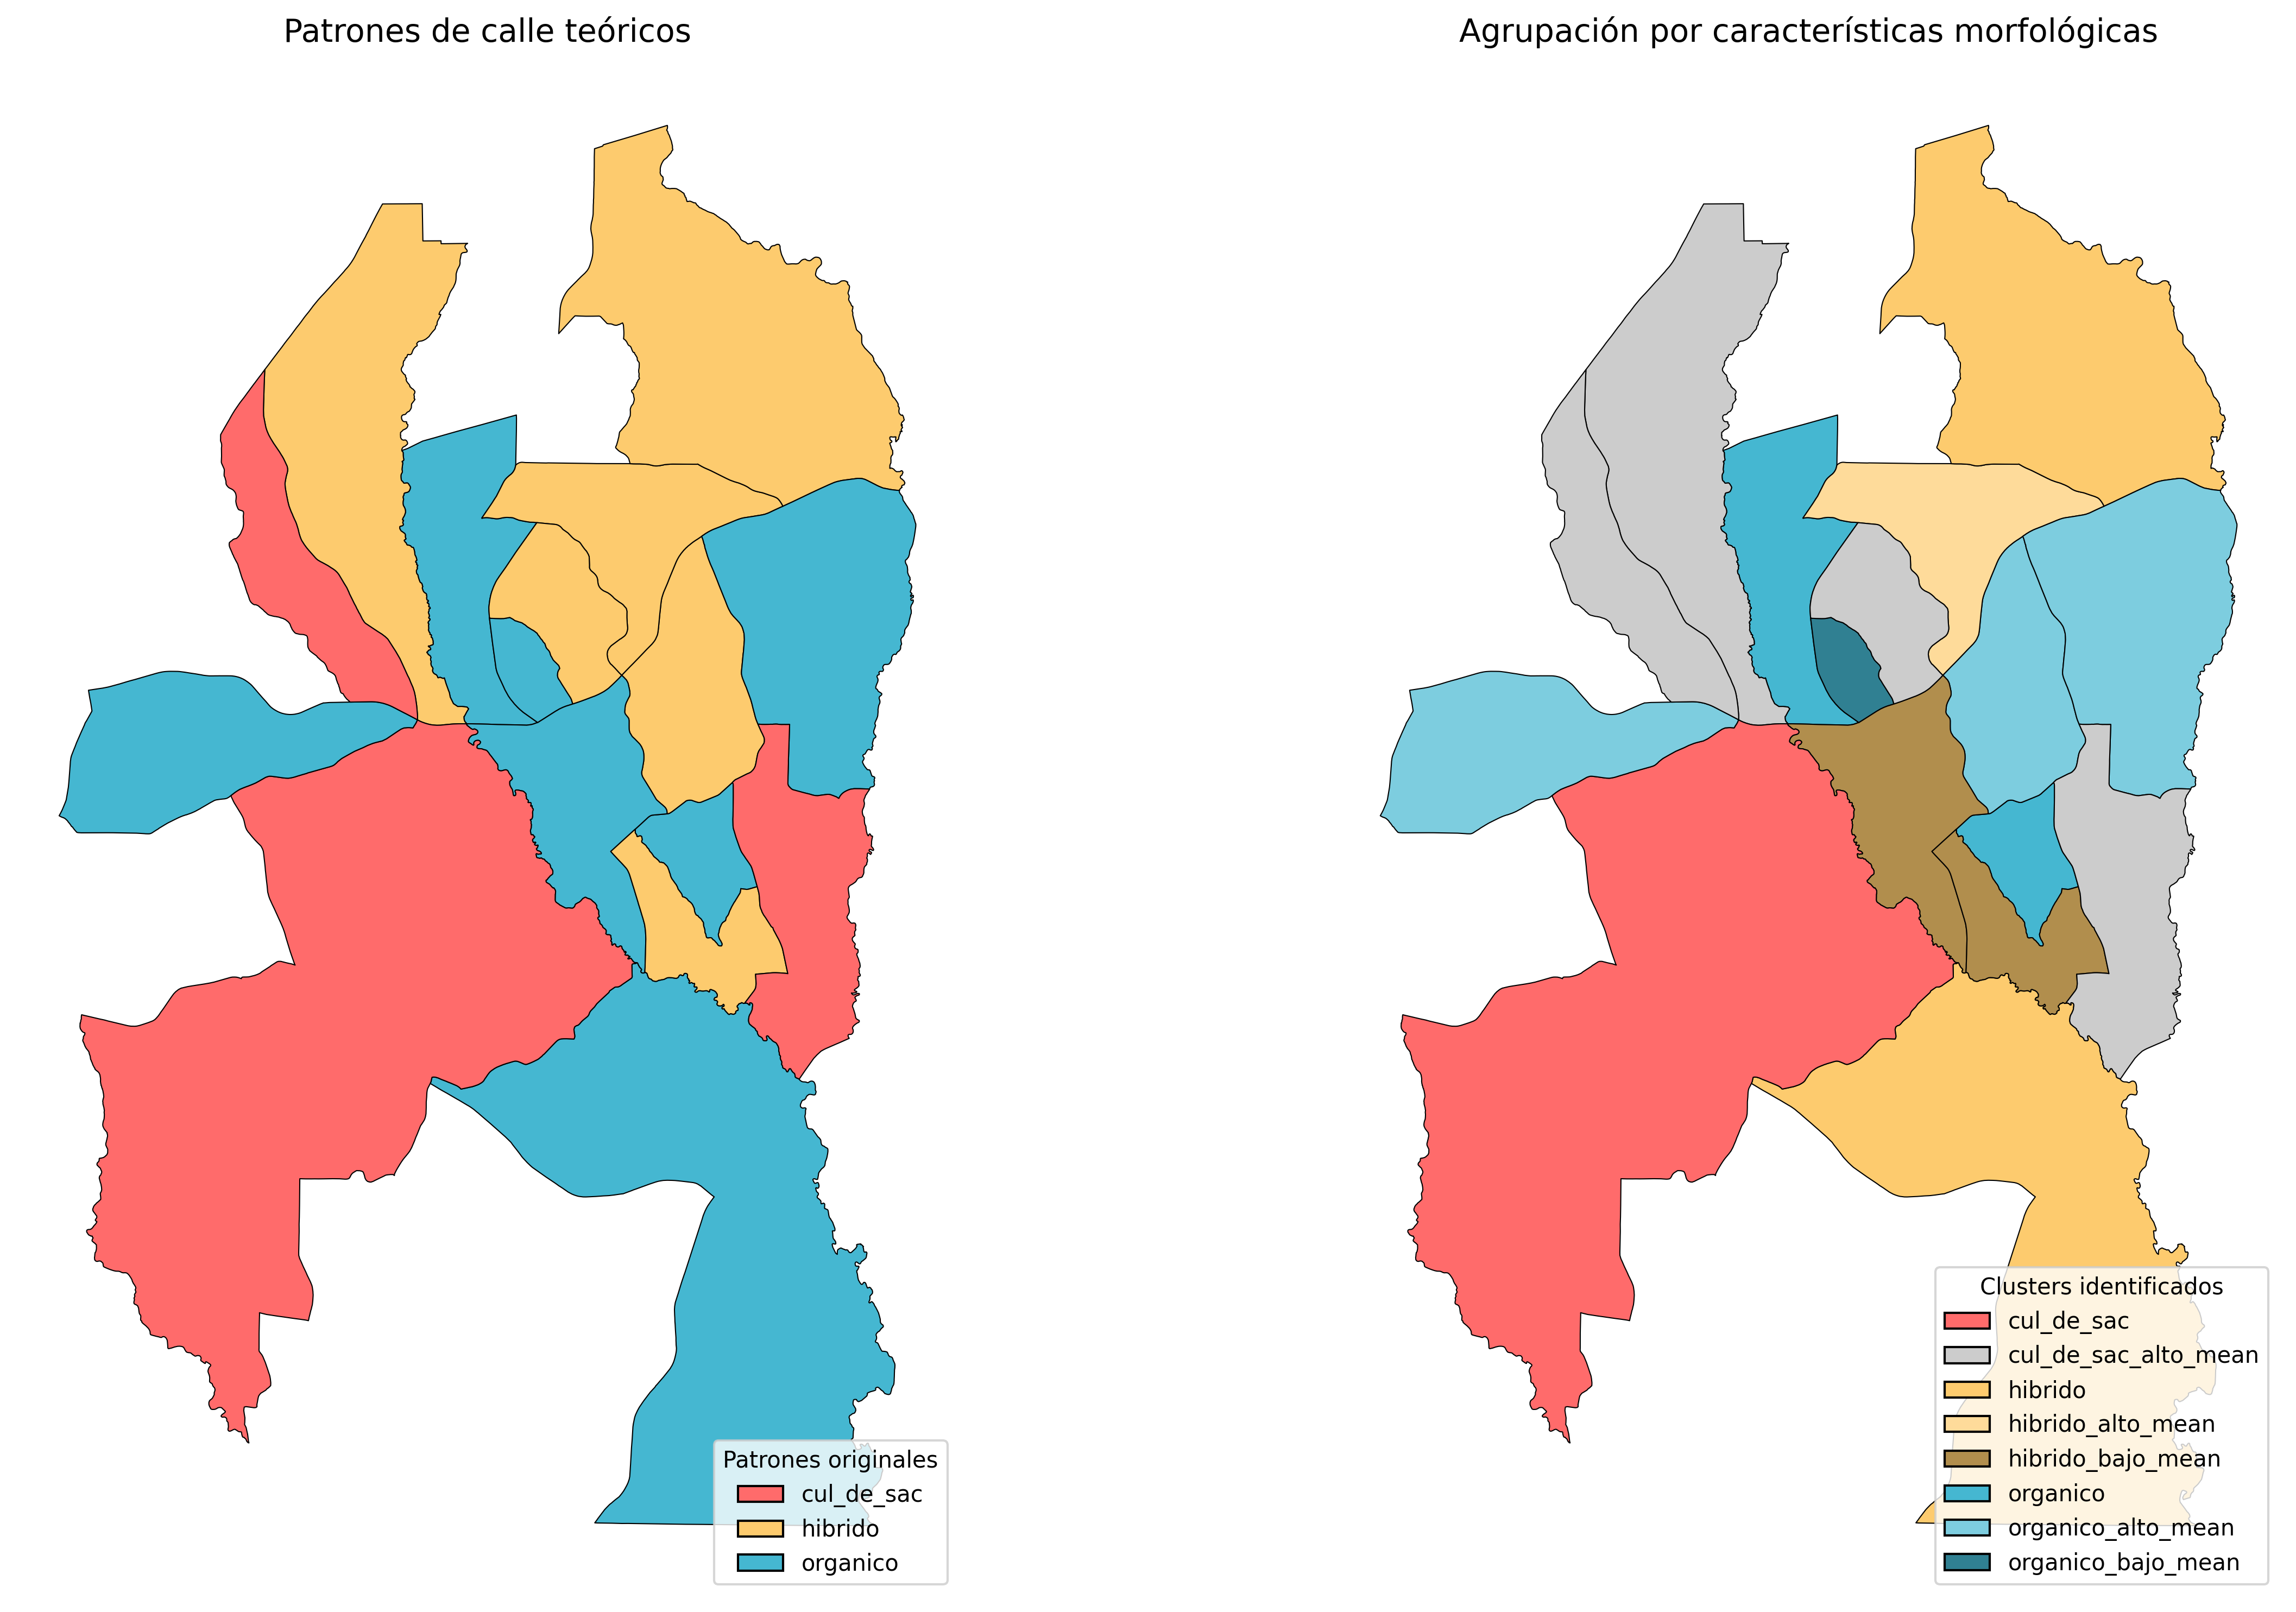 Patrones de calle teóricos
Agrupación por características morfológicas
Patrones originales
cul_de_sac
hibrido
organico
Clusters identificados
cul_de_sac
cul_de_sac_alto_mean
hibrido
hibrido_alto_mean
hibrido_bajo_mean
organico
organico_alto_mean
organico_bajo_mean